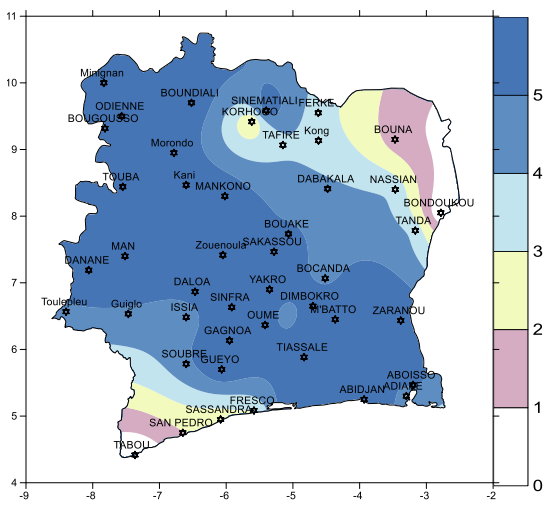 11
10
9
8
7
6
5
4
-9
-8
-7
-6
-5
-4
-3
-2
5
4
3
2
1
0
Minignan
ODIENNE
BOUGOUSSO
BOUNDIALI
SINEMATIALI
FERKE
KORHOGO
TAFIRE
Kong
BOUNA
Morondo
TOUBA
Kani
MANKONO
DABAKALA
NASSIAN
BONDOUKOU
TANDA
BOUAKE
MAN
Zouenoula
SAKASSOU
DANANE
BOCANDA
DALOA
YAKRO
Toulepleu
Guiglo
ISSIA
SINFRA
DIMBOKRO
OUME
M'BATTO
ZARANOU
GAGNOA
SOUBRE
GUEYO
TIASSALE
ABOISSO
ABIDJAN
ADIAKE
FRESCO
SASSANDRA
SAN PEDRO
TABOU